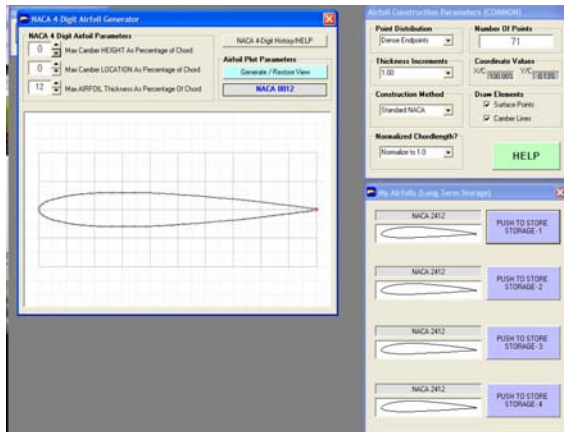 NACA 4-Digit Airfoil Generator
NACA 4 Digit Airfoil Parameters
0 Max Camber HEIGHT As Percentage of Chord
0 Max Camber LOCATION As Percentage of Chord
12 Max AIRFOIL Thickness As Percentage Of Chord
NACA 4-Digit History/HELP
Airfoil Plot Parameters
Generate / Restore View
NACA 0012
Airfoil Construction Parameters (COMMON)
Point Distribution
Dense Endpoints
Number Of Points
71
Thickness Increments
1.00
Coordinate Values
X/C 100.00% Y/C 0.13%
Construction Method
Standard NACA
Draw Elements
Surface Points
Camber Lines
Normalized Chordlength?
Normalize to 1.0
HELP
My Airfoils (Long Term Storage)
NACA 2412
PUSH TO STORE
STORAGE-1
NACA 2412
PUSH TO STORE
STORAGE-2
NACA 2412
PUSH TO STORE
STORAGE-3
NACA 2412
PUSH TO STORE
STORAGE-4